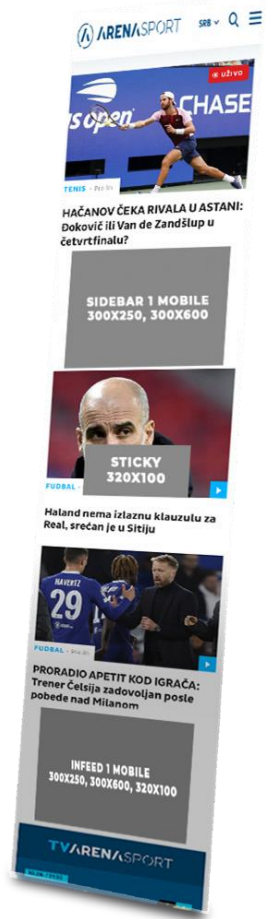 ARENASPORT SRB
UŽIVO
us open. CHASE
TENIS
HAČANOV ČEKA RIVALA U ASTANI:
Đoković ili Van de Zandšlup u
četvrtfinalu?
SIDEBAR 1 MOBILE
300X250, 300X600
STICKY
320X100
FUDBAL
Haland nema izlaznu klauzulu za
Real, srećan je u Sitiju
HAVERTZ
29
FUDBAL
PRORADIO APETIT KOD IGRAČA:
Trener Čelsija zadovoljan posle
pobede nad Milanom
INFEED 1 MOBILE
300X250, 300X600, 320X100
TVARENASPORT